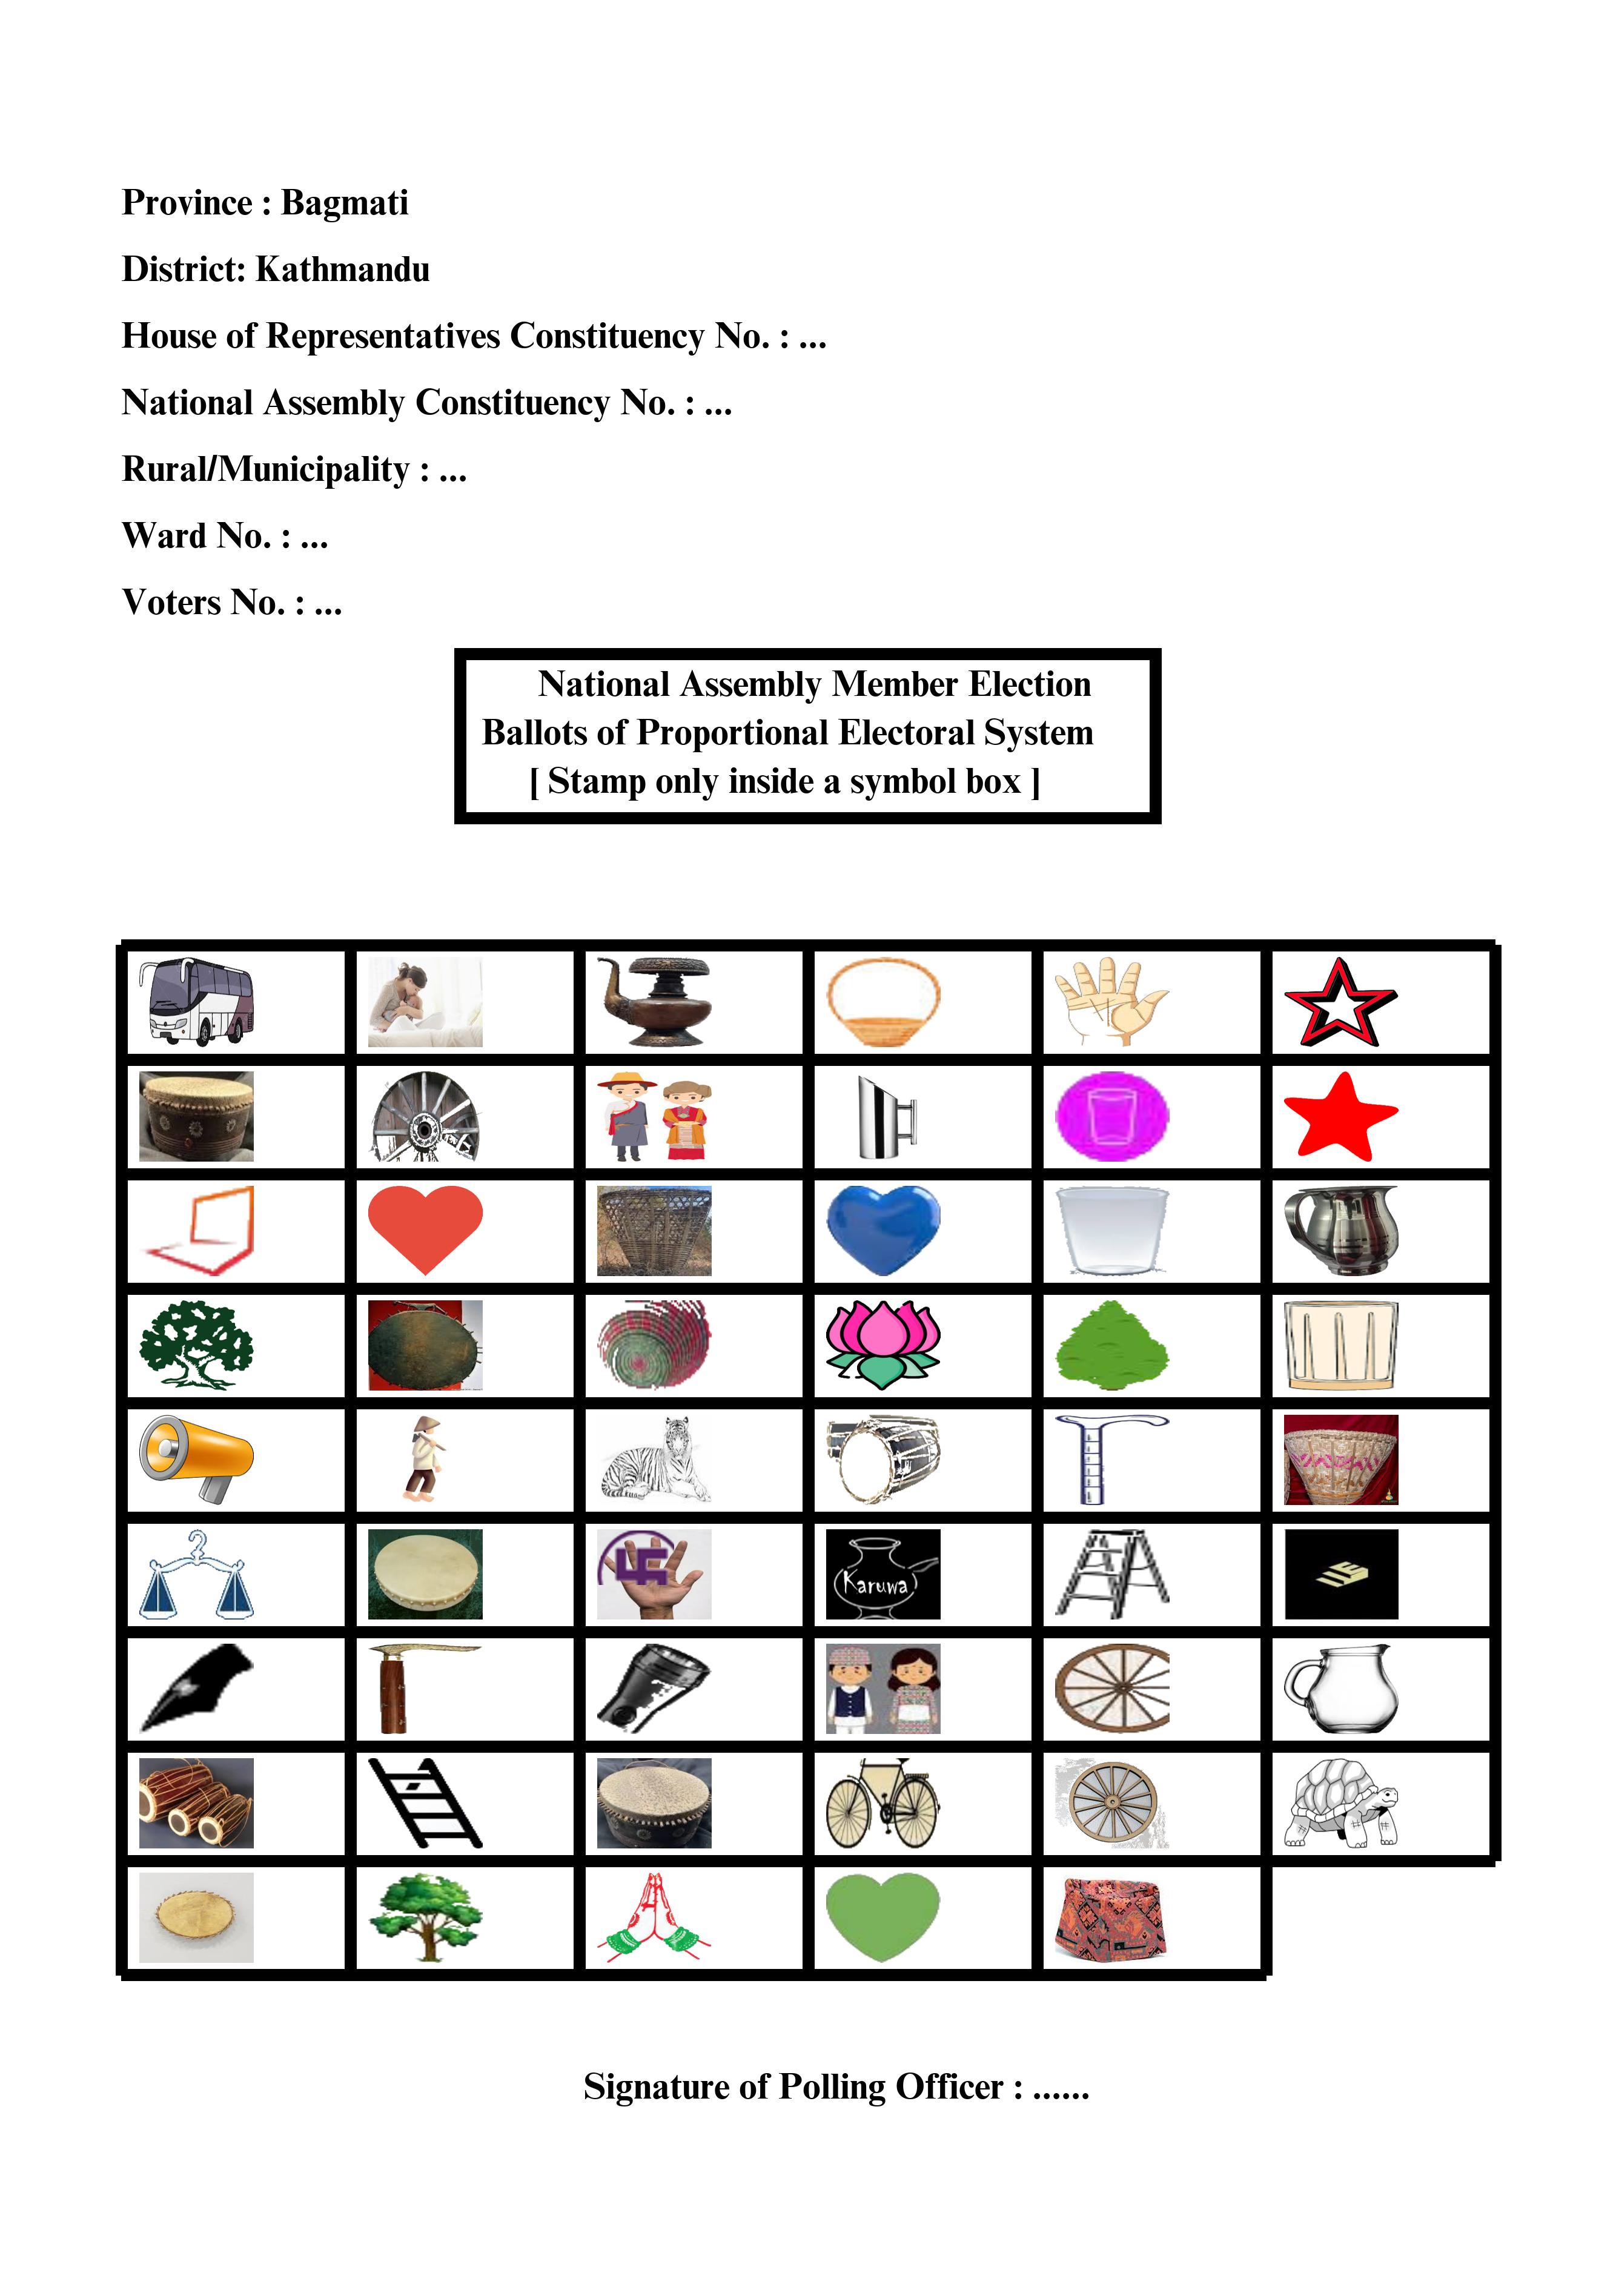 Province : Bagmati
District: Kathmandu
House of Representatives Constituency No. : ...
National Assembly Constituency No. : ...
Rural/Municipality : ...
Ward No. : ...
Voters No. : ...
National Assembly Member Election
Ballots of Proportional Electoral System
[ Stamp only inside a symbol box ]
Karuwa
Signature of Polling Officer : ......